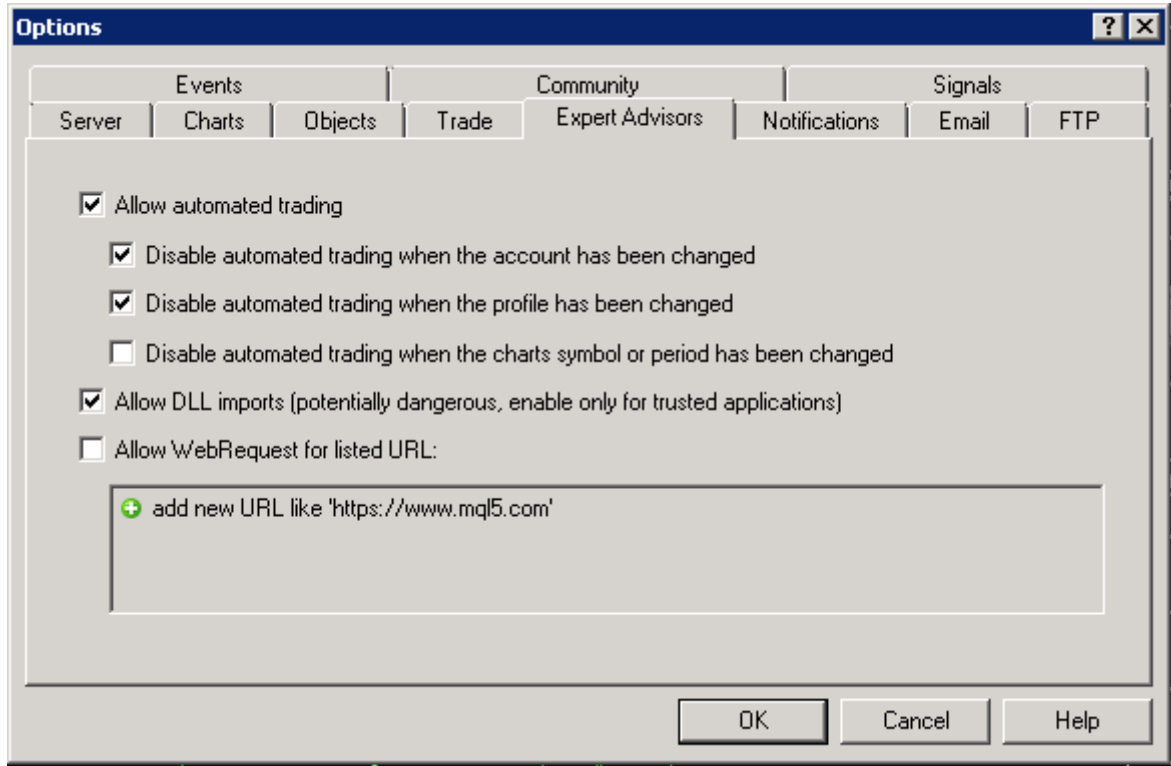 Options
Events Community Signals
Server Charts Objects Trade Expert Advisors Notifications Email FTP
Allow automated trading
Disable automated trading when the account has been changed
Disable automated trading when the profile has been changed
Disable automated trading when the charts symbol or period has been changed
Allow DLL imports (potentially dangerous, enable only for trusted applications)
Allow WebRequest for listed URL:
add new URL like 'https://www.mql5.com'
OK Cancel Help